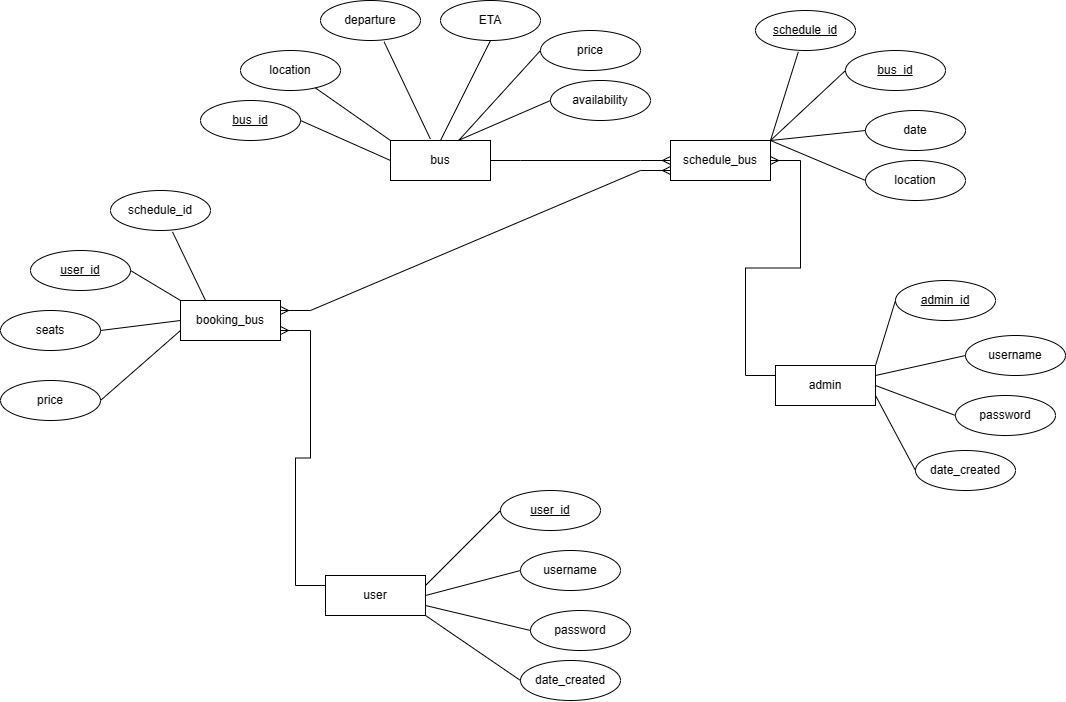 departure
ETA
price
location
availability
bus_id
bus
schedule_id
bus_id
date
location
schedule_bus
schedule_id
user_id
seats
price
booking_bus
admin_id
username
password
date_created
admin
user_id
username
password
date_created
user